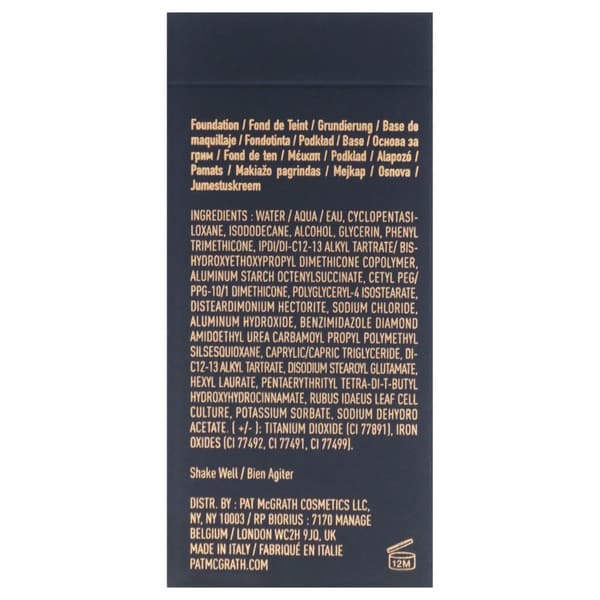 Foundation / Fond de Teint / Grundierung / Base de
maquillaje / Fondotinta / Podkład / Base / Основа за
грим / Fond de ten / Μέικαπ / Podklad / Alapozó /
Pamats / Makiažo pagrindas / Mejkap / Osnova /
Jumestuskreem
INGREDIENTS : WATER / AQUA / EAU, CYCLOPENTASI-
LOXANE, ISODODECANE, ALCOHOL, GLYCERIN, PHENYL
TRIMETHICONE, IPDI/DI-C12-13 ALKYL TARTRATE/ BIS-
HYDROXYETHOXYPROPYL DIMETHICONE COPOLYMER,
ALUMINUM STARCH OCTENYLSUCCINATE, CETYL PEG/
PPG-10/1 DIMETHICONE, POLYGLYCERYL-4 ISOSTEARATE,
DISTEARDIMONIUM HECTORITE, SODIUM CHLORIDE,
ALUMINUM HYDROXIDE, BENZIMIDAZOLE DIAMOND
AMIDOETHYL UREA CARBAMOYL PROPYL POLYMETHYL
SILSESQUIOXANE, CAPRYLIC/CAPRIC TRIGLYCERIDE, DI-
C12-13 ALKYL TARTRATE, DISODIUM STEAROYL GLUTAMATE,
HEXYL LAURATE, PENTAERYTHRITYL TETRA-DI-T-BUTYL
HYDROXYHYDROCINNAMATE, RUBUS IDAEUS LEAF CELL
CULTURE, POTASSIUM SORBATE, SODIUM DEHYDRO
ACETATE. ( +/- ): TITANIUM DIOXIDE (CI 77891), IRON
OXIDES (CI 77492, CI 77491, CI 77499).
Shake Well / Bien Agiter
DISTR. BY : PAT McGRATH COSMETICS LLC,
NY, NY 10003 / RP BIORIUS : 7170 MANAGE
BELGIUM / LONDON WC2H 9JQ, UK
MADE IN ITALY / FABRIQUÉ EN ITALIE
PATMCGRATH.COM
12M